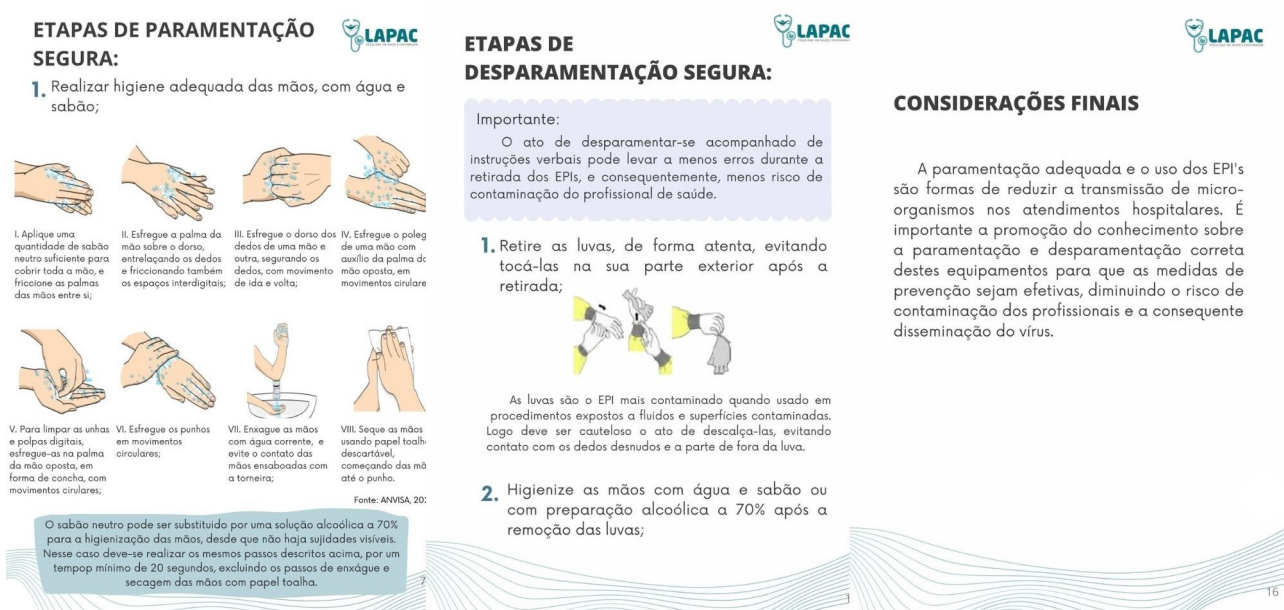 ETAPAS DE PARAMENTAÇÃO
SEGURA:
LAPAC
1. Realizar higiene adequada das mãos, com água e
sabão;
I. Aplique uma
quantidade de sabão
neutro suficiente para
cobrir toda a mão, e
friccione as palmas
das mãos entre si;
II. Esfregue a palma da
mão sobre o dorso,
entrelaçando os dedos
e friccionando também
os espaços interdigitais;
III. Esfregue o dorso dos
dedos de uma mão e
outra, segurando os
dedos, com movimento
de ida e volta;
IV. Esfregue o poleg
de uma mão com
auxílio da palma da
mão oposta, em
movimentos circulare
V. Para limpar as unhas
e polpas digitais,
esfregue-as na palma
da mão oposta, em
forma de concha, com
movimentos cirulares;
VI. Esfregue os punhos
em movimentos
circulares;
VII. Enxague as mãos
com água corrente, e
evite o contato das
mãos ensaboadas com
a torneira;
VIII. Seque as mãos
usando papel toalh
descartável,
começando das mã
até o punho.
Fonte: ANVISA, 20
O sabão neutro pode ser substituido por uma solução alcoólica a 70%
para a higienização das mãos, desde que não haja sujidades visíveis.
Nesse caso deve-se realizar os mesmos passos descritos acima, por um
tempop mínimo de 20 segundos, excluindo os passos de enxágue e
secagem das mãos com papel toalha.
7
ETAPAS DE
DESPARAMENTAÇÃO SEGURA:
LAPAC
Importante:
O ato de desparamentar-se acompanhado de
instruções verbais pode levar a menos erros durante a
retirada dos EPIs, e consequentemente, menos risco de
contaminação do profissional de saúde.
1. Retire as luvas, de forma atenta, evitando
tocá-las na sua parte exterior após a
retirada;
As luvas são o EPI mais contaminado quando usado em
procedimentos expostos a fluidos e superfícies contaminadas.
Logo deve ser cauteloso o ato de descalça-las, evitando
contato com os dedos desnudos e a parte de fora da luva.
2. Higienize as mãos com água e sabão ou
com preparação alcoólica a 70% após a
remoção das luvas;
1
LAPAC
CONSIDERAÇÕES FINAIS
A paramentação adequada e o uso dos EPI's
são formas de reduzir a transmissão de micro-
organismos nos atendimentos hospitalares. É
importante a promoção do conhecimento sobre
a paramentação e desparamentação correta
destes equipamentos para que as medidas de
prevenção sejam efetivas, diminuindo o risco de
contaminação dos profissionais e a consequente
disseminação do vírus.
16